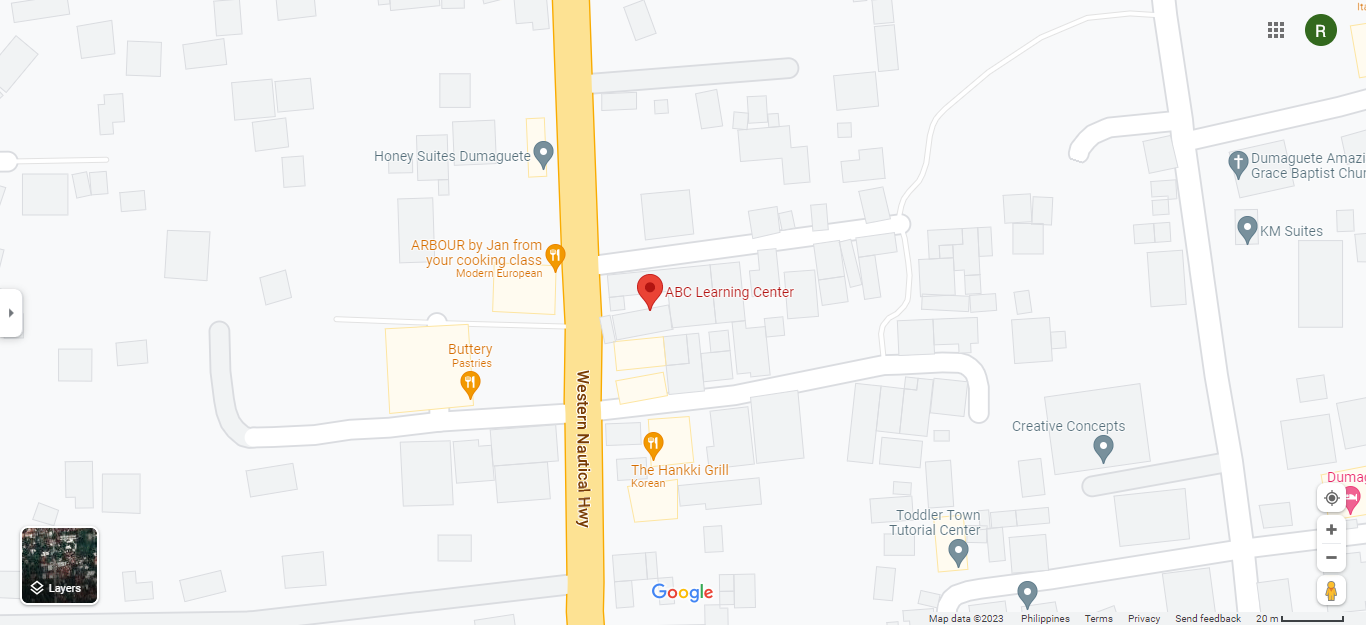 Ita
R
Honey Suites Dumaguete
Dumaguete Amazi
Grace Baptist Chur
KM Suites
ARBOUR by Jan from
your cooking class
Modern European
ABC Learning Center
Buttery
Pastries
Western Nautical Hwy
Creative Concepts
The Hankki Grill
Korean
Dumag
Toddler Town
Tutorial Center
Layers
Google
Map data ©2023 Philippines Terms Privacy Send feedback 20 m